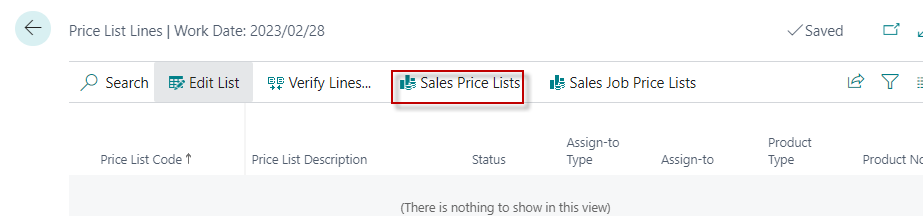 Price List Lines | Work Date: 2023/02/28
Saved
Search
Edit List
Verify Lines...
Sales Price Lists
Sales Job Price Lists
Price List Code ↑
Price List Description
Status
Assign-to
Type
Assign-to
Product
Type
Product No
(There is nothing to show in this view)